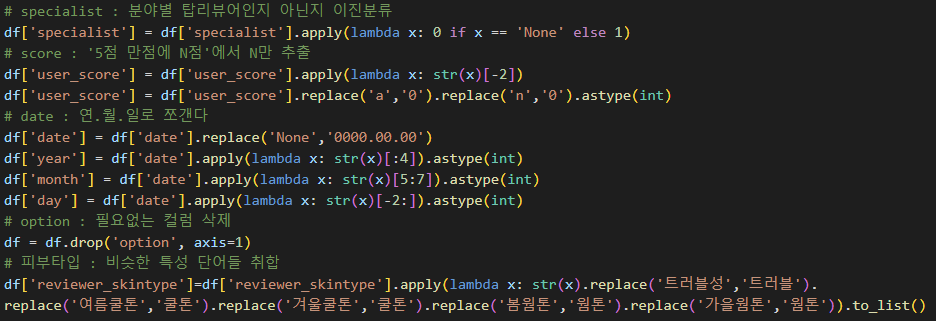 # specialist : 분야별 탑리뷰어인지 아닌지 이진분류
df['specialist'] = df['specialist'].apply(lambda x: 0 if x == 'None' else 1)
# score : '5점 만점에 N점'에서 N만 추출
df['user_score'] = df['user_score'].apply(lambda x: str(x)[-2])
df['user_score'] = df['user_score'].replace('a','0').replace('n','0').astype(int)
# date : 연.월.일로 쪼갠다
df['date'] = df['date'].replace('None','0000.00.00')
df['year'] = df['date'].apply(lambda x: str(x)[:4]).astype(int)
df['month'] = df['date'].apply(lambda x: str(x)[5:7]).astype(int)
df['day'] = df['date'].apply(lambda x: str(x)[-2:]).astype(int)
# option : 필요없는 컬럼 삭제
df = df.drop('option', axis=1)
# 피부타입 : 비슷한 특성 단어들 취합
df['reviewer_skintype']=df['reviewer_skintype'].apply(lambda x: str(x).replace('트러블성','트러블').
replace('여름쿨톤','쿨톤').replace('겨울쿨톤','쿨톤').replace('봄웜톤','웜톤').replace('가을웜톤','웜톤')).to_list()